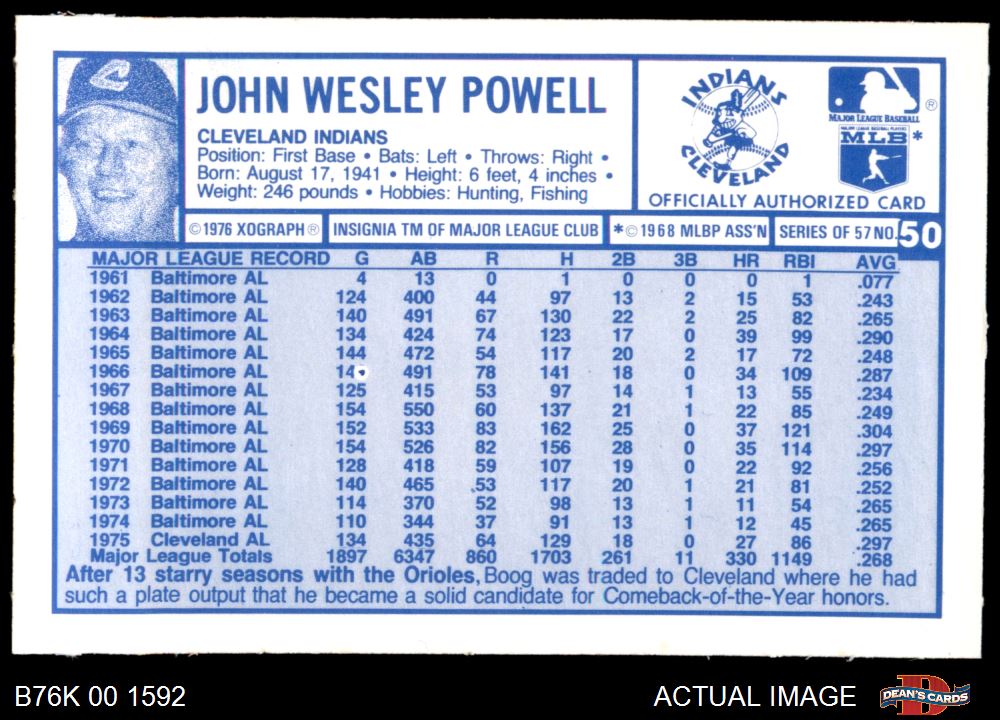 JOHN WESLEY POWELL
CLEVELAND INDIANS
Position: First Base • Bats: Left • Throws: Right •
Born: August 17, 1941 • Height: 6 feet, 4 inches •
Weight: 246 pounds • Hobbies: Hunting, Fishing
INDIANS
CLEVELAND
®
MAJOR LEAGUE BASEBALL
MAJOR LEAGUE BASEBALL PLAYERS
MLB*
OFFICIALLY AUTHORIZED CARD
©1976 XOGRAPH® INSIGNIA TM OF MAJOR LEAGUE CLUB *©1968 MLBP ASS'N SERIES OF 57 NO. 50
MAJOR LEAGUE RECORD G AB R H 2B 3B HR RBI AVG
1961 Baltimore AL 4 13 0 1 0 0 0 1 .077
1962 Baltimore AL 124 400 44 97 13 2 15 53 .243
1963 Baltimore AL 140 491 67 130 22 2 25 82 .265
1964 Baltimore AL 134 424 74 123 17 0 39 99 .290
1965 Baltimore AL 144 472 54 117 20 2 17 72 .248
1966 Baltimore AL 14 491 78 141 18 0 34 109 .287
1967 Baltimore AL 125 415 53 97 14 1 13 55 .234
1968 Baltimore AL 154 550 60 137 21 1 22 85 .249
1969 Baltimore AL 152 533 83 162 25 0 37 121 .304
1970 Baltimore AL 154 526 82 156 28 0 35 114 .297
1971 Baltimore AL 128 418 59 107 19 0 22 92 .256
1972 Baltimore AL 140 465 53 117 20 1 21 81 .252
1973 Baltimore AL 114 370 52 98 13 1 11 54 .265
1974 Baltimore AL 110 344 37 91 13 1 12 45 .265
1975 Cleveland AL 134 435 64 129 18 0 27 86 .297
Major League Totals 1897 6347 860 1703 261 11 330 1149 .268
After 13 starry seasons with the Orioles, Boog was traded to Cleveland where he had
such a plate output that he became a solid candidate for Comeback-of-the-Year honors.
B76K 00 1592
ACTUAL IMAGE
DEAN'S CARDS